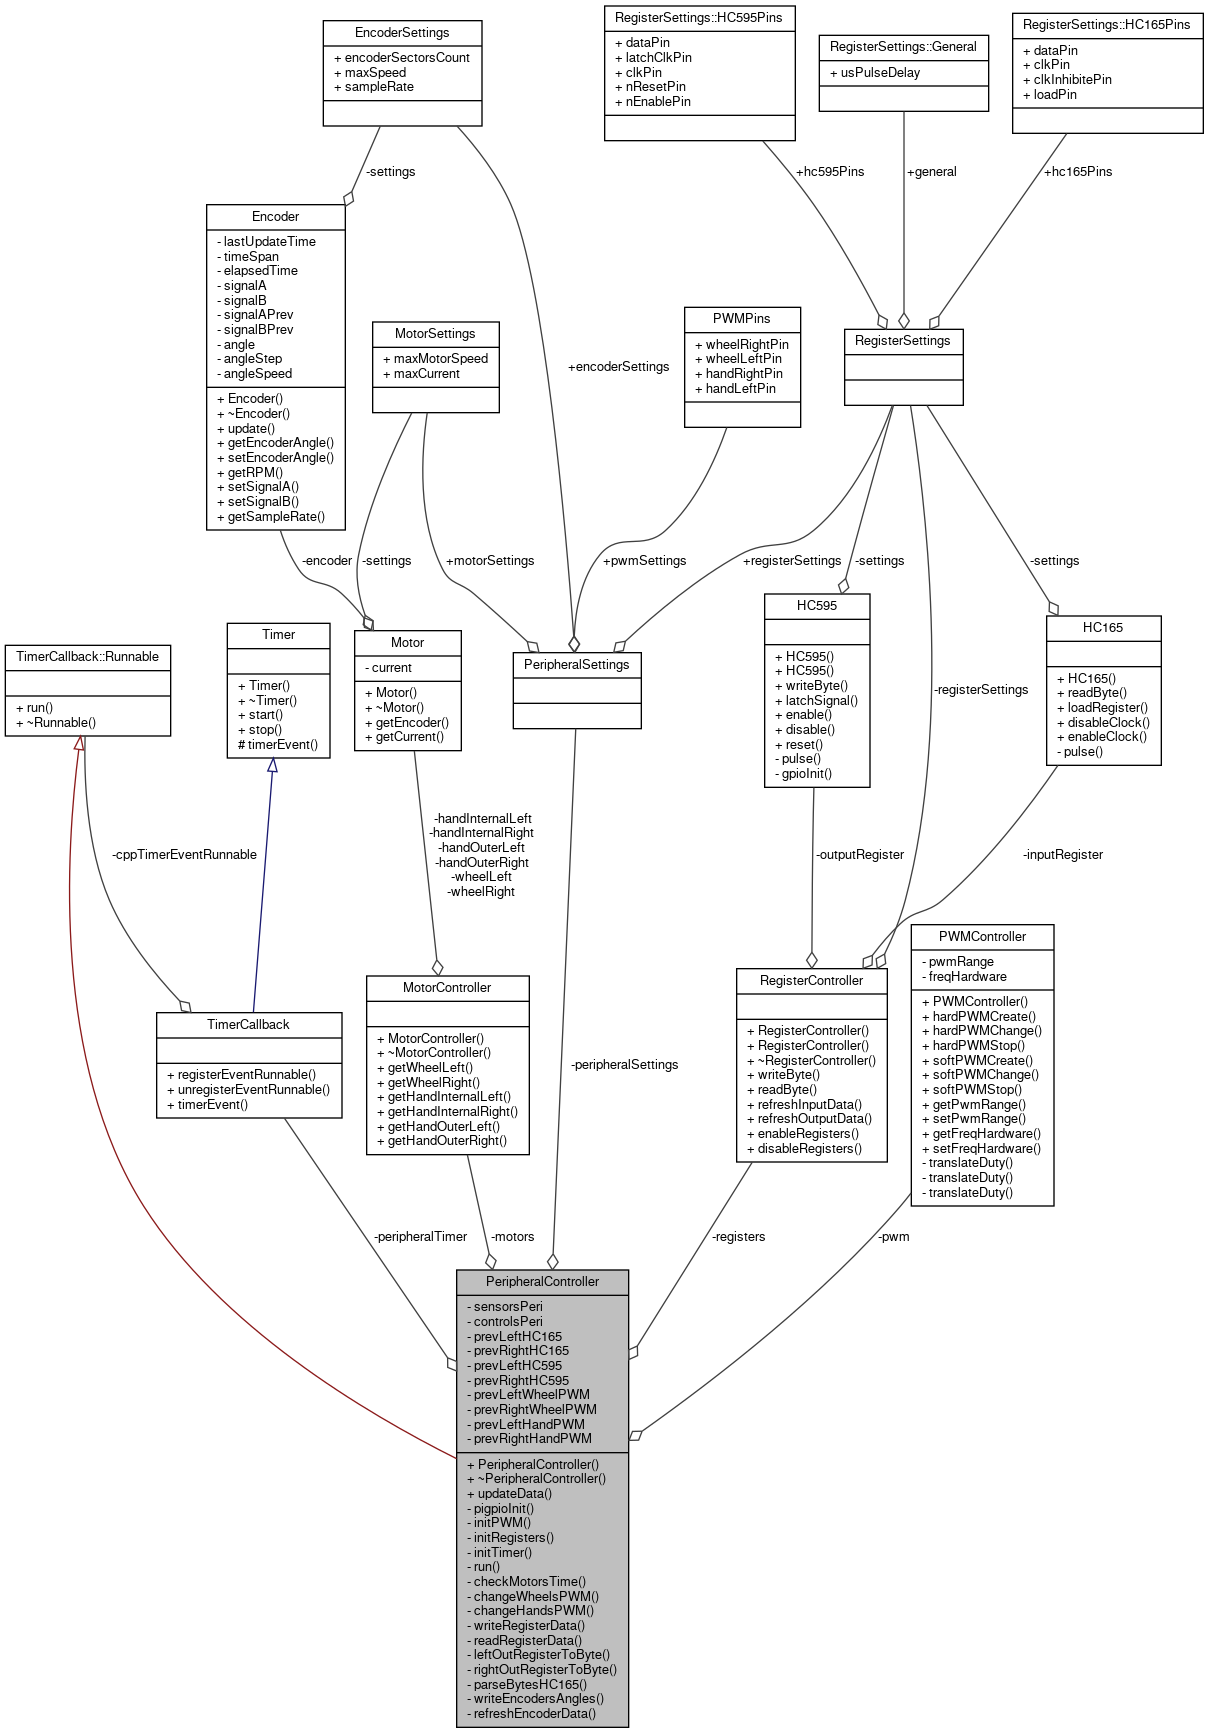 EncoderSettings
+ encoderSectorsCount
+ maxSpeed
+ sampleRate
RegisterSettings::HC595Pins
+ dataPin
+ latchClkPin
+ clkPin
+ nResetPin
+ nEnablePin
RegisterSettings::General
+ usPulseDelay
RegisterSettings::HC165Pins
+ dataPin
+ clkPin
+ clkInhibitePin
+ loadPin
-settings
+hc595Pins
+general
+hc165Pins
Encoder
- lastUpdateTime
- timeSpan
- elapsedTime
- signalA
- signalB
- signalAPrev
- signalBPrev
- angle
- angleStep
- angleSpeed
+ Encoder()
+ ~Encoder()
+ update()
+ getEncoderAngle()
+ setEncoderAngle()
+ getRPM()
+ setSignalA()
+ setSignalB()
+ getSampleRate()
MotorSettings
+ maxMotorSpeed
+ maxCurrent
+encoderSettings
PWMPins
+ wheelRightPin
+ wheelLeftPin
+ handRightPin
+ handLeftPin
RegisterSettings
-encoder
-settings
+motorSettings
+pwmSettings
+registerSettings
-settings
-settings
TimerCallback::Runnable
+ run()
+ ~Runnable()
Timer
+ Timer()
+ ~Timer()
+ start()
+ stop()
# timerEvent()
Motor
- current
+ Motor()
+ ~Motor()
+ getEncoder()
+ getCurrent()
PeripheralSettings
HC595
+ HC595()
+ HC595()
+ writeByte()
+ latchSignal()
+ enable()
+ disable()
+ reset()
- pulse()
- gpioInit()
-registerSettings
HC165
+ HC165()
+ readByte()
+ loadRegister()
+ disableClock()
+ enableClock()
- pulse()
-cppTimerEventRunnable
-handInternalLeft
-handInternalRight
-handOuterLeft
-handOuterRight
-wheelLeft
-wheelRight
-outputRegister
-inputRegister
TimerCallback
+ registerEventRunnable()
+ unregisterEventRunnable()
+ timerEvent()
MotorController
+ MotorController()
+ ~MotorController()
+ getWheelLeft()
+ getWheelRight()
+ getHandInternalLeft()
+ getHandInternalRight()
+ getHandOuterLeft()
+ getHandOuterRight()
-peripheralSettings
RegisterController
+ RegisterController()
+ RegisterController()
+ ~RegisterController()
+ writeByte()
+ readByte()
+ refreshInputData()
+ refreshOutputData()
+ enableRegisters()
+ disableRegisters()
PWMController
- pwmRange
- freqHardware
+ PWMController()
+ hardPWMCreate()
+ hardPWMChange()
+ hardPWMStop()
+ softPWMCreate()
+ softPWMChange()
+ softPWMStop()
+ getPwmRange()
+ setPwmRange()
+ getFreqHardware()
+ setFreqHardware()
- translateDuty()
- translateDuty()
- translateDuty()
-peripheralTimer
-motors
-registers
-pwm
PeripheralController
- sensorsPeri
- controlsPeri
- prevLeftHC165
- prevRightHC165
- prevLeftHC595
- prevRightHC595
- prevLeftWheelPWM
- prevRightWheelPWM
- prevLeftHandPWM
- prevRightHandPWM
+ PeripheralController()
+ ~PeripheralController()
+ updateData()
- pigpioInit()
- initPWM()
- initRegisters()
- initTimer()
- run()
- checkMotorsTime()
- changeWheelsPWM()
- changeHandsPWM()
- writeRegisterData()
- readRegisterData()
- leftOutRegisterToByte()
- rightOutRegisterToByte()
- parseBytesHC165()
- writeEncodersAngles()
- refreshEncoderData()